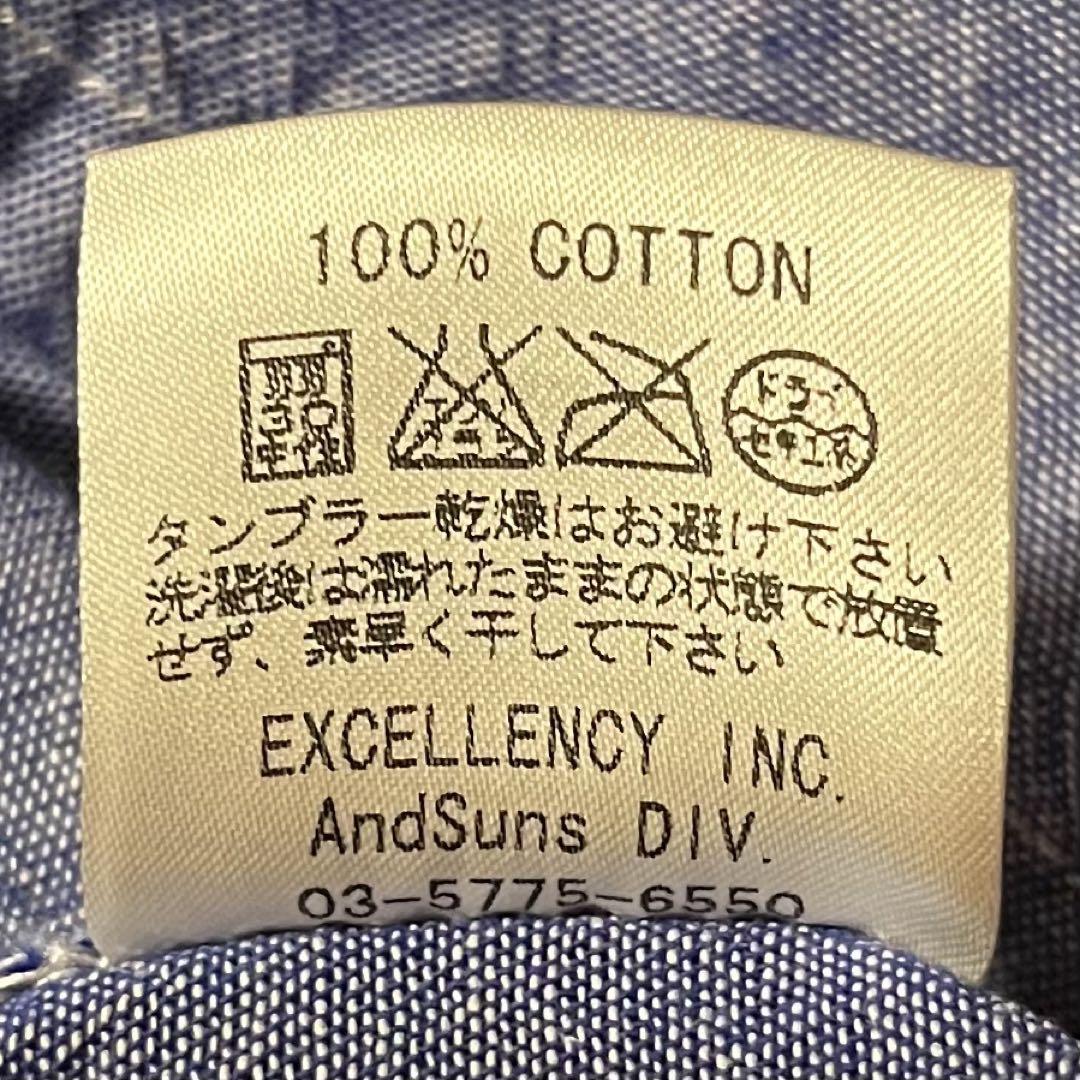 100% COTTON
ドライ
セキユ系
タンブラー乾燥はお避け下さい
洗濯後は濡れたままの状態で放置
せず、素早く干して下さい
EXCELLENCY INC.
AndSuns DIV.
03-5775-6550